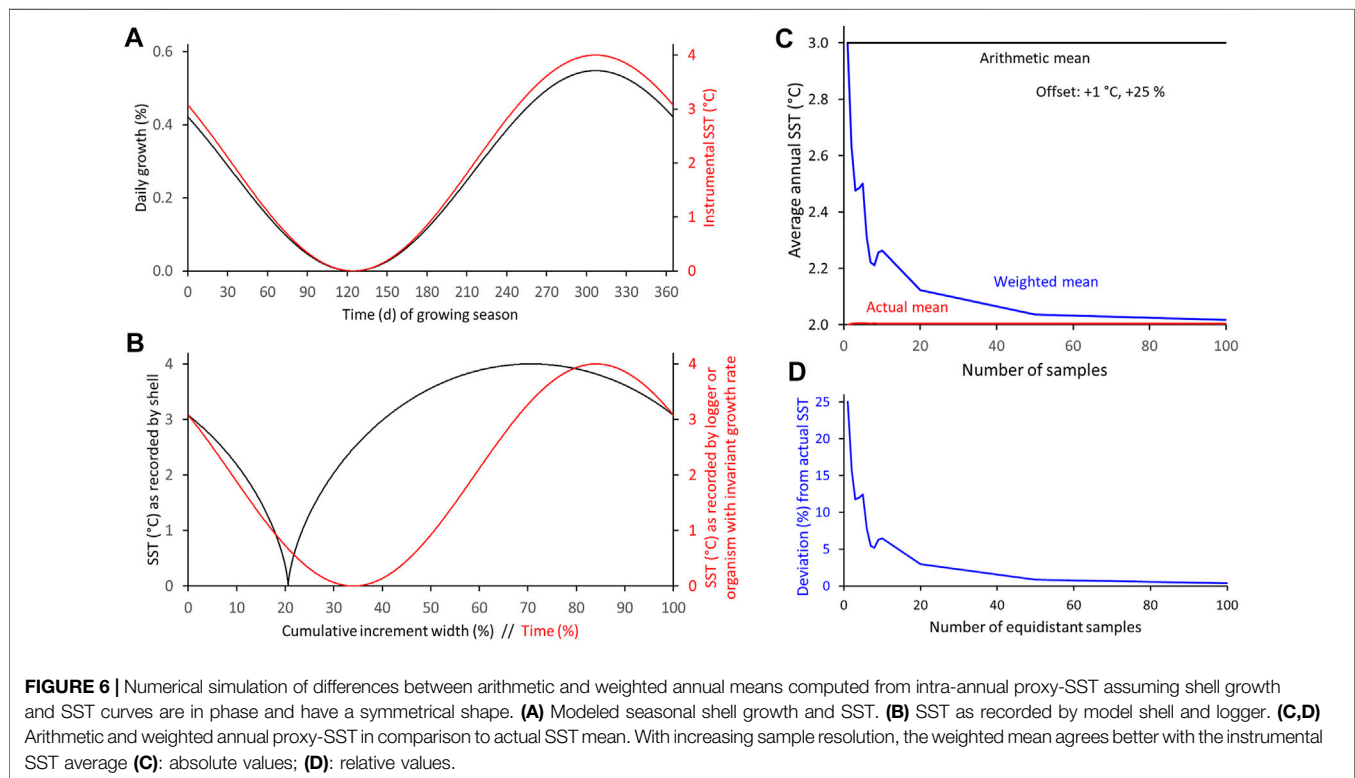 A
0.6
0.4
0.2
0.0
Daily growth (%)
4
3
2
1
0
Instrumental SST (°C)
0 30 60 90 120 150 180 210 240 270 300 330 360
Time (d) of growing season
B
4
3
2
1
0
SST (°C) as recorded by shell
4
3
2
1
0
SST (°C) as recorded by logger or
organism with invariant growth rate
0 10 20 30 40 50 60 70 80 90 100
Cumulative increment width (%) // Time (%)
C
3.0
2.8
2.6
2.4
2.2
2.0
Average annual SST (°C)
Arithmetic mean
Offset: +1 °C, +25 %
Weighted mean
Actual mean
0 20 40 60 80 100
Number of samples
D
25
20
15
10
5
0
Deviation (%) from actual SST
0 20 40 60 80 100
Number of equidistant samples
FIGURE 6 | Numerical simulation of differences between arithmetic and weighted annual means computed from intra-annual proxy-SST assuming shell growth
and SST curves are in phase and have a symmetrical shape. (A) Modeled seasonal shell growth and SST. (B) SST as recorded by model shell and logger. (C,D)
Arithmetic and weighted annual proxy-SST in comparison to actual SST mean. With increasing sample resolution, the weighted mean agrees better with the instrumental
SST average (C): absolute values; (D): relative values.